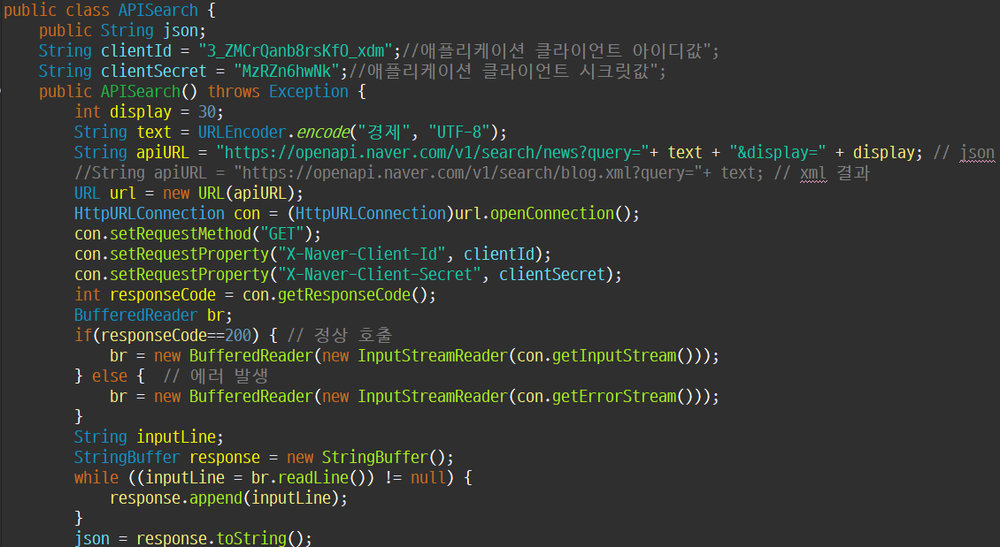 public class APISearch {
public String json;
String clientId = "3_ZMCrQanb8rsKfO_xdm";//애플리케이션 클라이언트 아이디값";
String clientSecret = "MzRZn6hwNk";//애플리케이션 클라이언트 시크릿값";
public APISearch() throws Exception {
int display = 30;
String text = URLEncoder.encode("경제", "UTF-8");
String apiURL = "https://openapi.naver.com/v1/search/news?query="+ text + "&display=" + display; // json
//String apiURL = "https://openapi.naver.com/v1/search/blog.xml?query="+ text; // xml 결과
URL url = new URL(apiURL);
HttpURLConnection con = (HttpURLConnection)url.openConnection();
con.setRequestMethod("GET");
con.setRequestProperty("X-Naver-Client-Id", clientId);
con.setRequestProperty("X-Naver-Client-Secret", clientSecret);
int responseCode = con.getResponseCode();
BufferedReader br;
if(responseCode==200) { // 정상 호출
br = new BufferedReader(new InputStreamReader(con.getInputStream()));
} else {  // 에러 발생
br = new BufferedReader(new InputStreamReader(con.getErrorStream()));
}
String inputLine;
StringBuffer response = new StringBuffer();
while ((inputLine = br.readLine()) != null) {
response.append(inputLine);
}
json = response.toString();